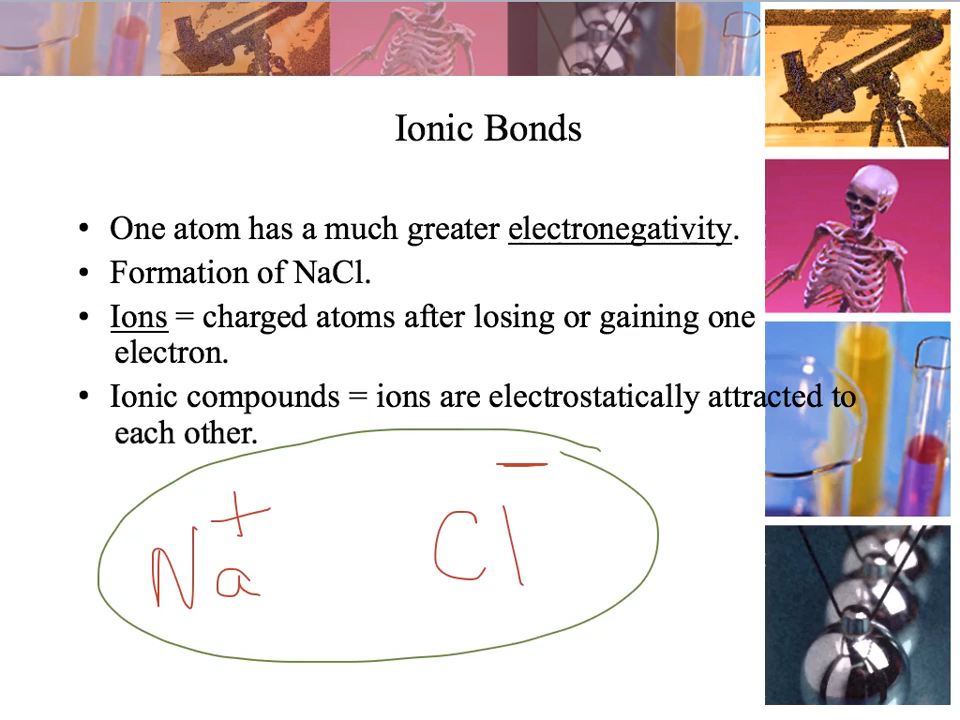 Ionic Bonds
• One atom has a much greater electronegativity.
• Formation of NaCl.
• Ions = charged atoms after losing or gaining one
electron.
• Ionic compounds = ions are electrostatically attracted to
each other.
Na⁺ Cl⁻